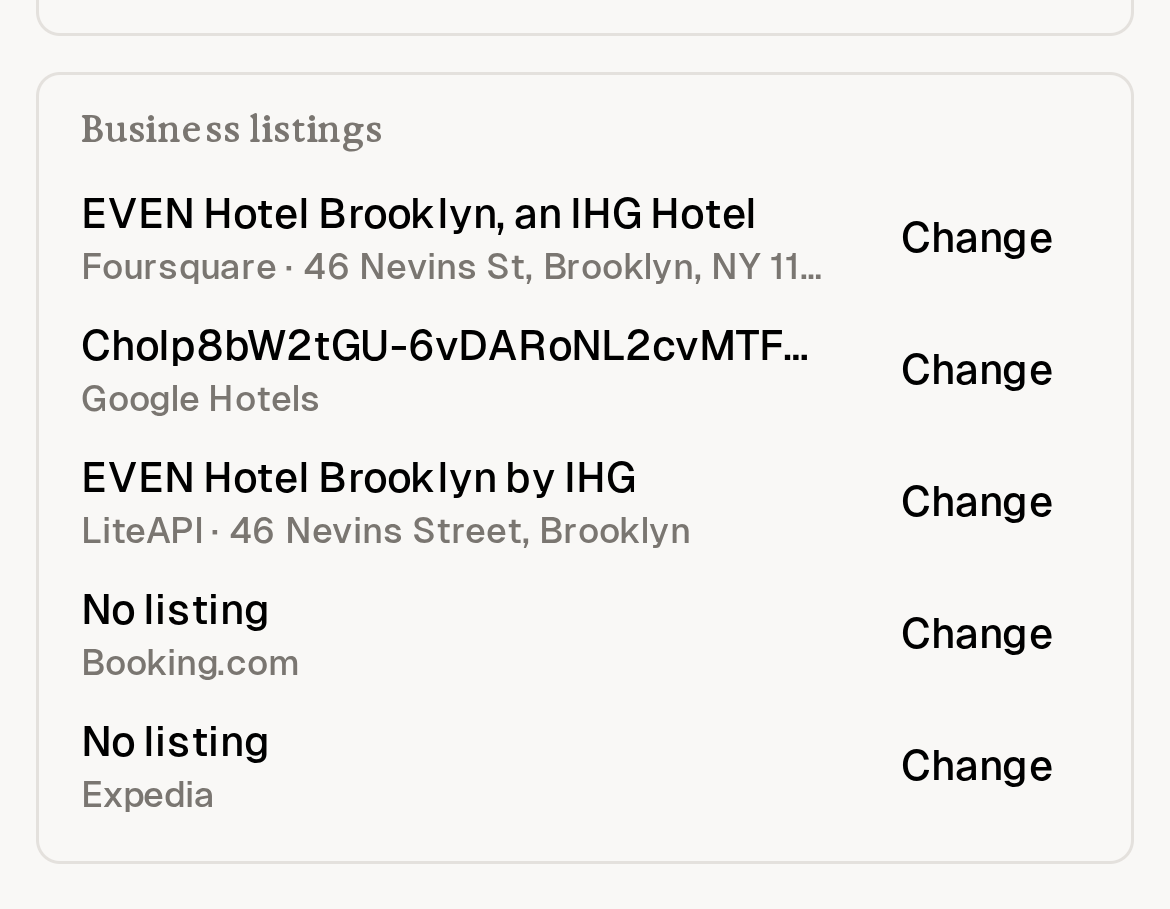 Business listings
EVEN Hotel Brooklyn, an IHG Hotel
Foursquare · 46 Nevins St, Brooklyn, NY 11...
Change
ChoIp8bW2tGU-6vDARoNL2cvMTF...
Google Hotels
Change
EVEN Hotel Brooklyn by IHG
LiteAPI · 46 Nevins Street, Brooklyn
Change
No listing
Booking.com
Change
No listing
Expedia
Change